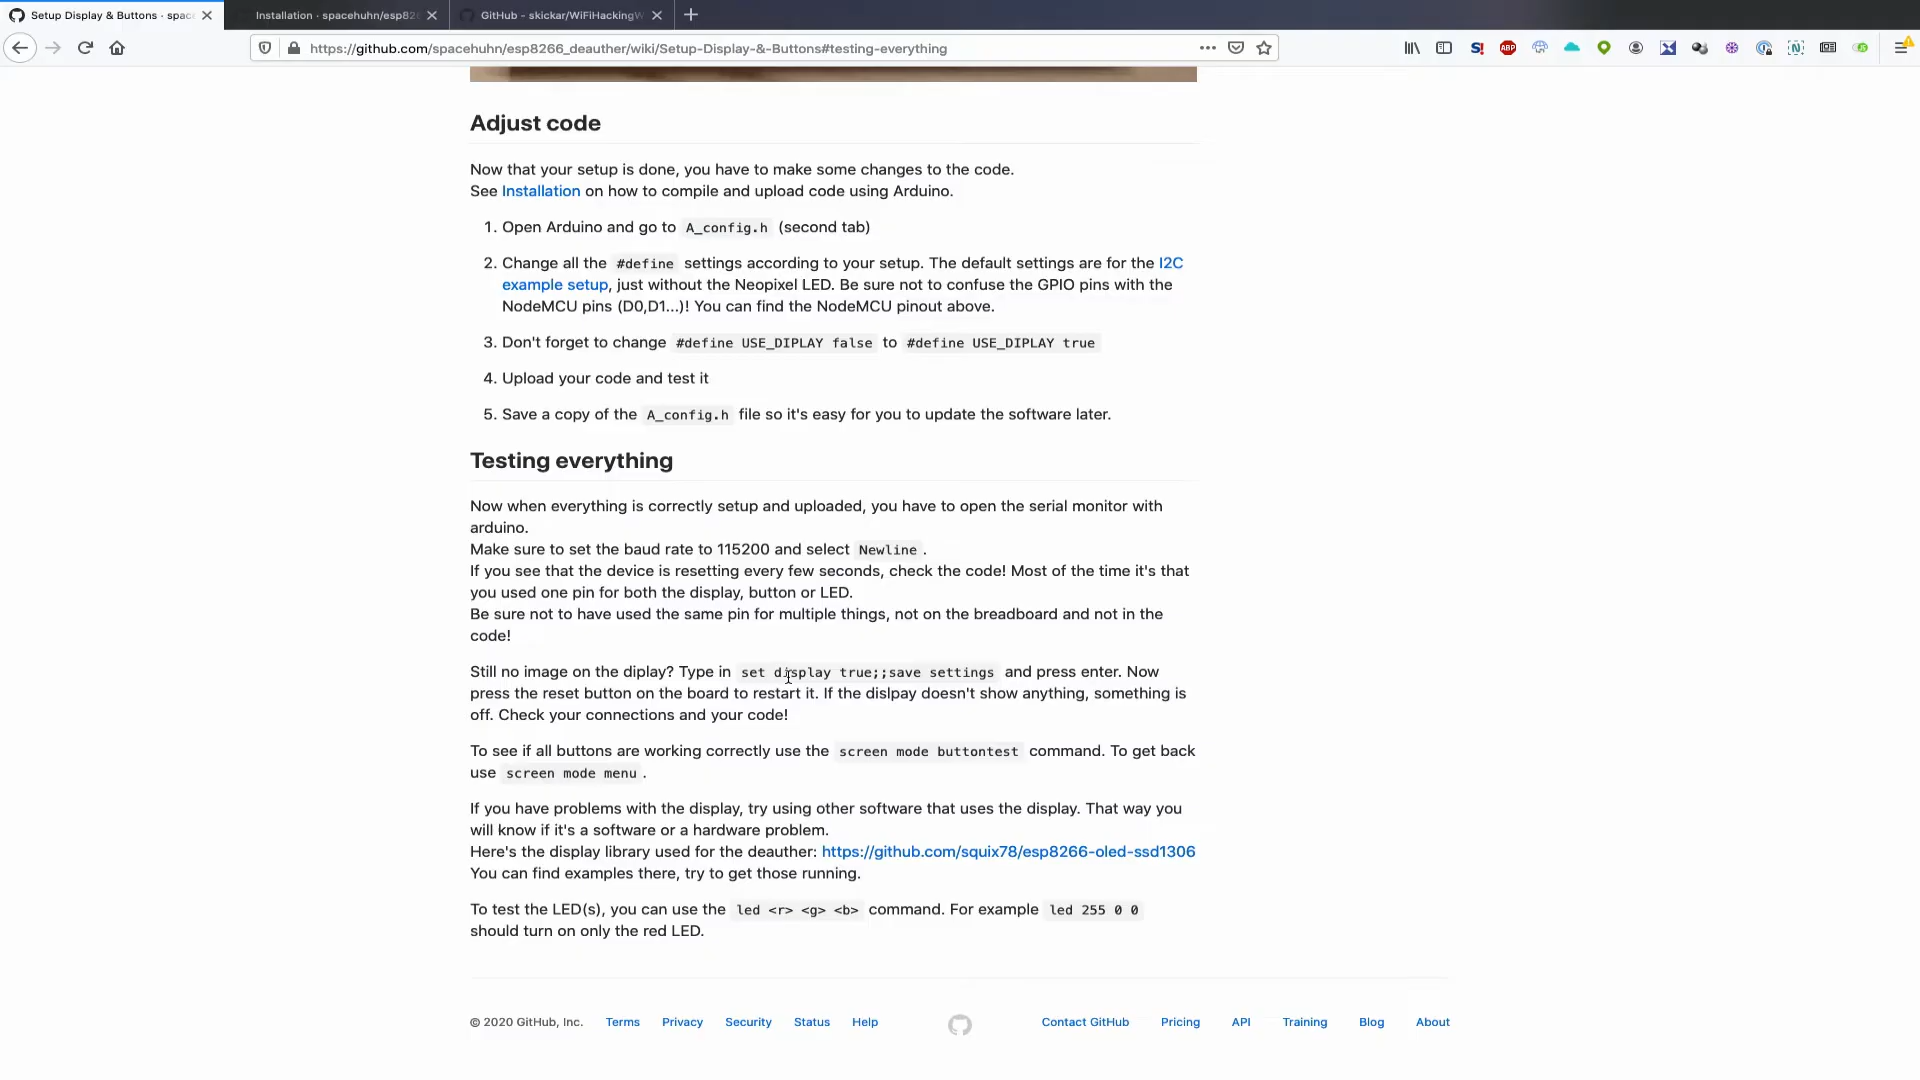 Setup Display & Buttons · spac
Installation · spacehuhn/esp82
GitHub - skickar/WiFiHackingW
https://github.com/spacehuhn/esp8266_deauther/wiki/Setup-Display-&-Buttons#testing-everything
S!
ABP
Adjust code
Now that your setup is done, you have to make some changes to the code.
See Installation on how to compile and upload code using Arduino.
1. Open Arduino and go to A_config.h (second tab)
2. Change all the #define settings according to your setup. The default settings are for the I2C
example setup, just without the Neopixel LED. Be sure not to confuse the GPIO pins with the
NodeMCU pins (D0,D1...)! You can find the NodeMCU pinout above.
3. Don't forget to change #define USE_DIPLAY false to #define USE_DIPLAY true
4. Upload your code and test it
5. Save a copy of the A_config.h file so it's easy for you to update the software later.
Testing everything
Now when everything is correctly setup and uploaded, you have to open the serial monitor with
arduino.
Make sure to set the baud rate to 115200 and select Newline .
If you see that the device is resetting every few seconds, check the code! Most of the time it's that
you used one pin for both the display, button or LED.
Be sure not to have used the same pin for multiple things, not on the breadboard and not in the
code!
Still no image on the diplay? Type in set display true;;save settings and press enter. Now
press the reset button on the board to restart it. If the dislpay doesn't show anything, something is
off. Check your connections and your code!
To see if all buttons are working correctly use the screen mode buttontest command. To get back
use screen mode menu .
If you have problems with the display, try using other software that uses the display. That way you
will know if it's a software or a hardware problem.
Here's the display library used for the deauther: https://github.com/squix78/esp8266-oled-ssd1306
You can find examples there, try to get those running.
To test the LED(s), you can use the led <r> <g> <b> command. For example led 255 0 0
should turn on only the red LED.
© 2020 GitHub, Inc. Terms Privacy Security Status Help Contact GitHub Pricing API Training Blog About